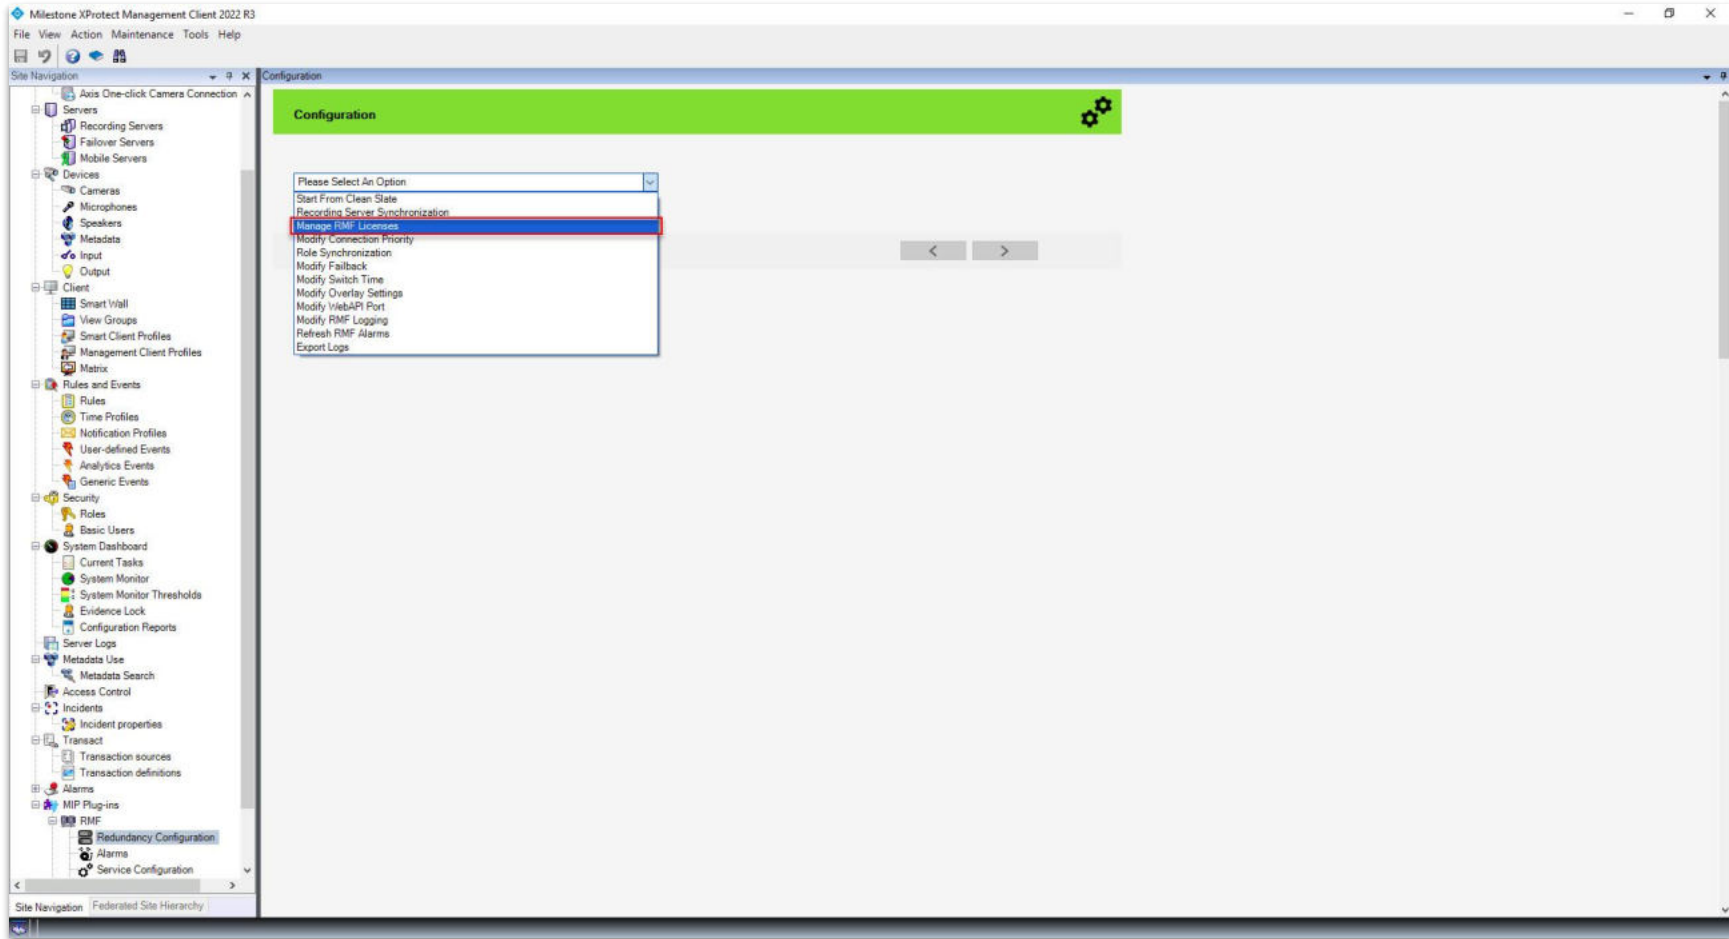 Milestone XProtect Management Client 2022 R3
File View Action Maintenance Tools Help
Site Navigation
Axis One-click Camera Connection
Servers
Recording Servers
Failover Servers
Mobile Servers
Devices
Cameras
Microphones
Speakers
Metadata
Input
Output
Client
Smart Wall
View Groups
Smart Client Profiles
Management Client Profiles
Matrix
Rules and Events
Rules
Time Profiles
Notification Profiles
User-defined Events
Analytics Events
Generic Events
Security
Roles
Basic Users
System Dashboard
Current Tasks
System Monitor
System Monitor Thresholds
Evidence Lock
Configuration Reports
Server Logs
Metadata Use
Metadata Search
Access Control
Incidents
Incident properties
Transact
Transaction sources
Transaction definitions
Alarms
MIP Plug-ins
RMF
Redundancy Configuration
Alarms
Service Configuration
Site Navigation Federated Site Hierarchy
Configuration
Configuration
Please Select An Option
Start From Clean Slate
Recording Server Synchronization
Manage RMF Licenses
Modify Connection Priority
Role Synchronization
Modify Failback
Modify Switch Time
Modify Overlay Settings
Modify WebAPI Port
Modify RMF Logging
Refresh RMF Alarms
Export Logs